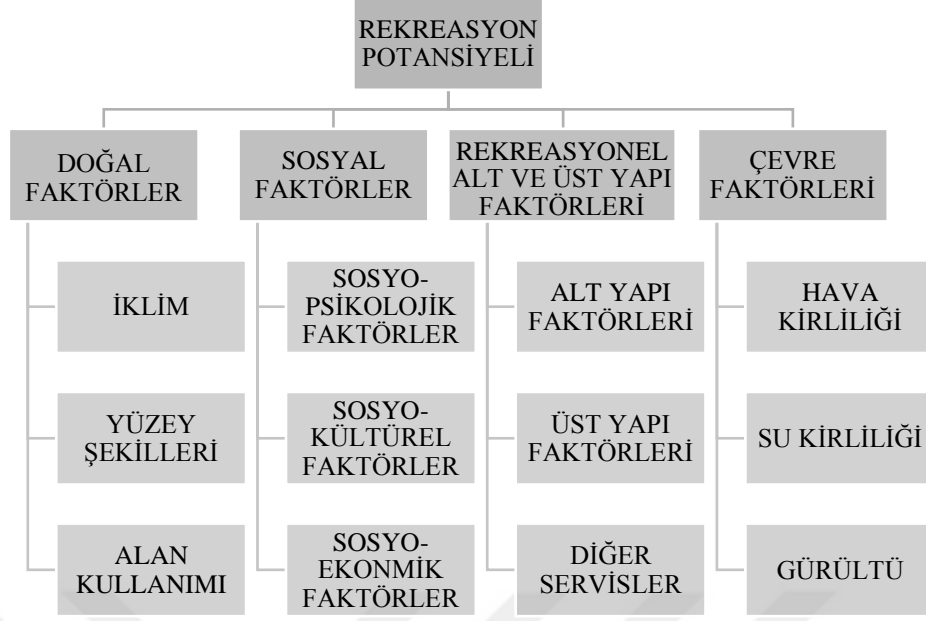 REKREASYON
POTANSİYELİ
DOĞAL
FAKTÖRLER
İKLİM
YÜZEY
ŞEKİLLERİ
ALAN
KULLANIMI
SOSYAL
FAKTÖRLER
SOSYO-
PSİKOLOJİK
FAKTÖRLER
SOSYO-
KÜLTÜREL
FAKTÖRLER
SOSYO-
EKONMİK
FAKTÖRLER
REKREASYONEL
ALT VE ÜST YAPI
FAKTÖRLERİ
ALT YAPI
FAKTÖRLERİ
ÜST YAPI
FAKTÖRLERİ
DİĞER
SERVİSLER
ÇEVRE
FAKTÖRLERİ
HAVA
KİRLİLİĞİ
SU KİRLİLİĞİ
GÜRÜLTÜ